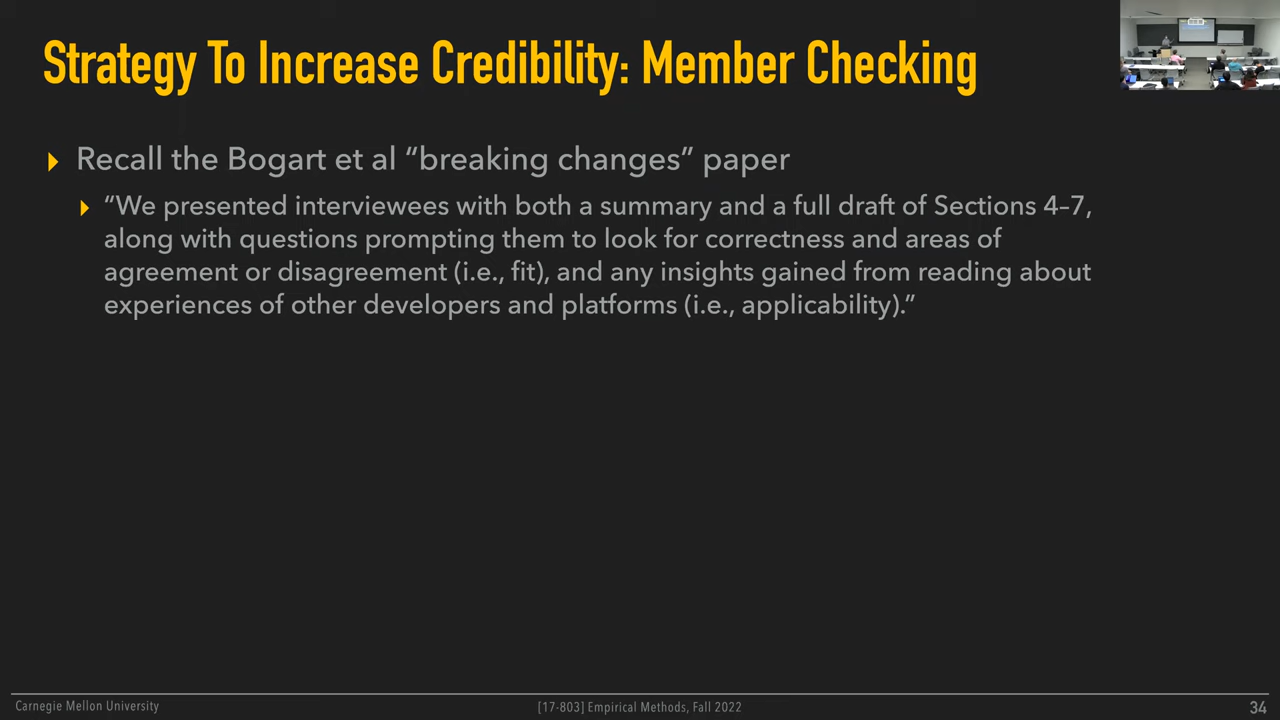 Strategy To Increase Credibility: Member Checking
Recall the Bogart et al “breaking changes” paper
“We presented interviewees with both a summary and a full draft of Sections 4–7,
along with questions prompting them to look for correctness and areas of
agreement or disagreement (i.e., fit), and any insights gained from reading about
experiences of other developers and platforms (i.e., applicability).”
Carnegie Mellon University
[17-803] Empirical Methods, Fall 2022
34